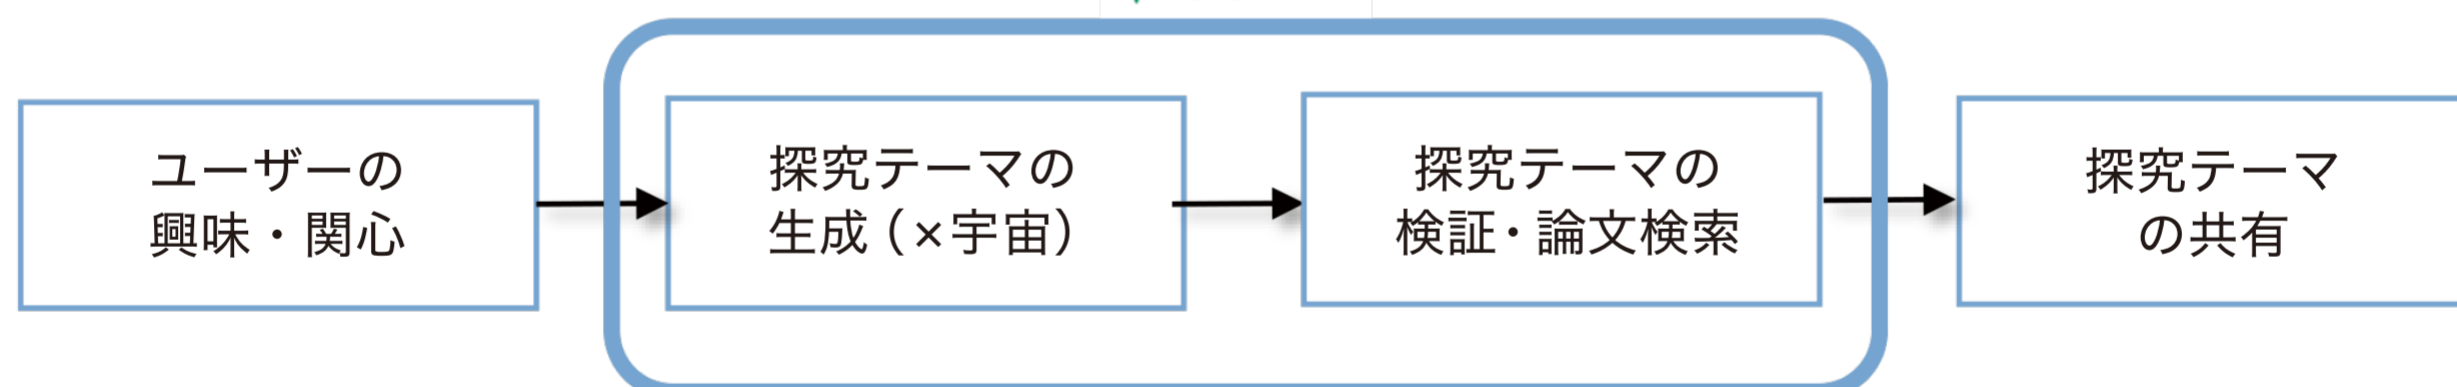 ユーザーの
興味・関心
探究テーマの
生成（×宇宙）
探究テーマの
検証・論文検索
探究テーマ
の共有